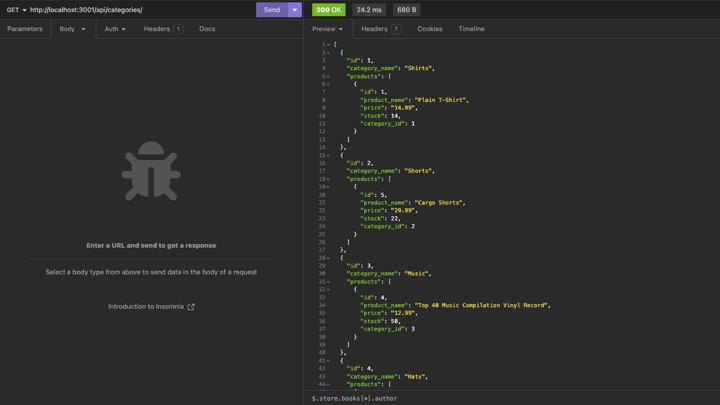 GET http://localhost:3001/api/categories/ Send 200 OK 24.2 ms 680 B
Parameters Body Auth Headers 1 Docs Preview Headers 7 Cookies Timeline
Enter a URL and send to get a response
Select a body type from above to send data in the body of a request
Introduction to Insomnia
1 [
2 {
3 "id": 1,
4 "category_name": "Shirts",
5 "products": [
6 {
7 "id": 1,
8 "product_name": "Plain T-Shirt",
9 "price": "14.99",
10 "stock": 14,
11 "category_id": 1
12 }
13 ]
14 },
15 {
16 "id": 2,
17 "category_name": "Shorts",
18 "products": [
19 {
20 "id": 5,
21 "product_name": "Cargo Shorts",
22 "price": "29.99",
23 "stock": 22,
24 "category_id": 2
25 }
26 ]
27 },
28 {
29 "id": 3,
30 "category_name": "Music",
31 "products": [
32 {
33 "id": 4,
34 "product_name": "Top 40 Music Compilation Vinyl Record",
35 "price": "12.99",
36 "stock": 50,
37 "category_id": 3
38 }
39 ]
40 },
41 {
42 "id": 4,
43 "category_name": "Hats",
44 "products": [
$.store.books[*].author